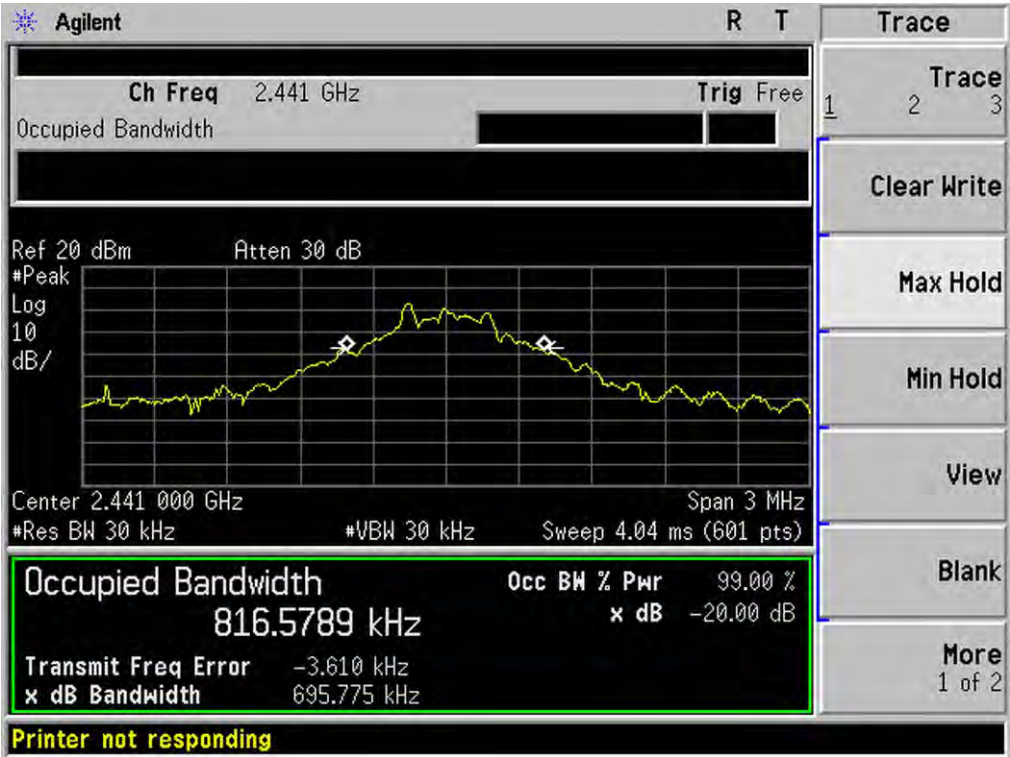 Agilent R T Trace
Ch Freq 2.441 GHz Trig Free
Occupied Bandwidth
Trace
1 2 3
Clear Write
Max Hold
Min Hold
View
Blank
More
1 of 2
Ref 20 dBm Atten 30 dB
#Peak
Log
10
dB/
Center 2.441 000 GHz Span 3 MHz
#Res BW 30 kHz #VBW 30 kHz Sweep 4.04 ms (601 pts)
Occupied Bandwidth Occ BW % Pwr 99.00 %
816.5789 kHz x dB -20.00 dB
Transmit Freq Error -3.610 kHz
x dB Bandwidth 695.775 kHz
Printer not responding